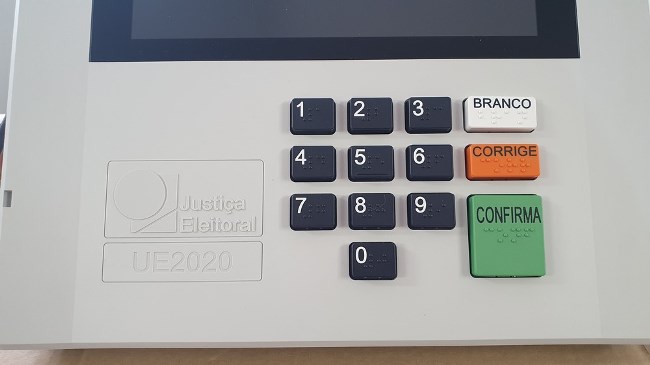 1 2 3 BRANCO
4 5 6 CORRIGE
7 8 9 CONFIRMA
0
Justiça
Eleitoral
UE2020